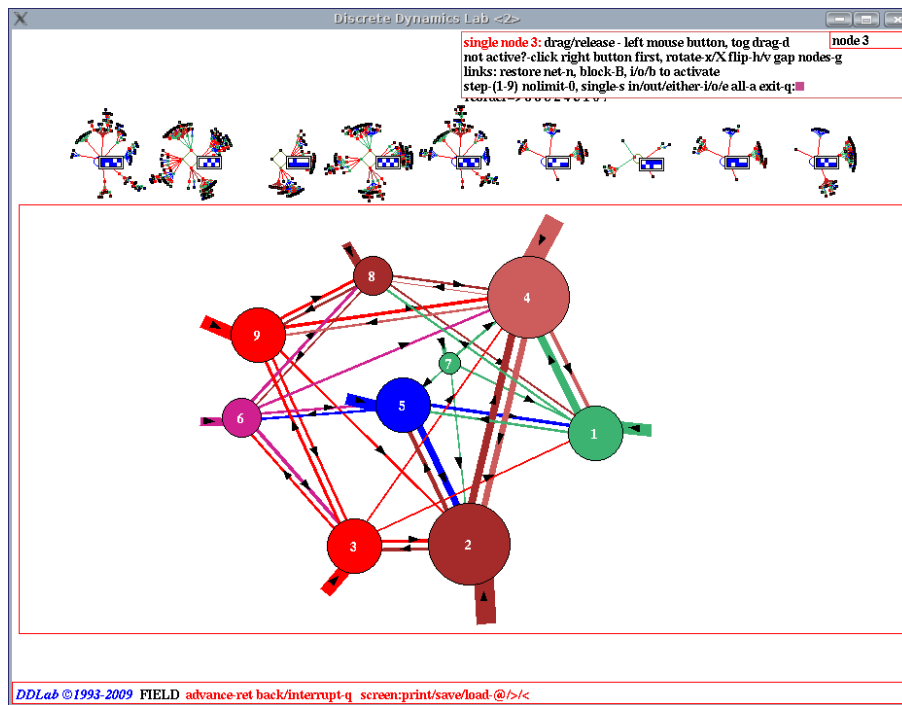 Discrete Dynamics Lab <2>
single node 3: drag/release - left mouse button, tog drag-d
node 3
not active?-click right button first, rotate-x/X flip-h/v gap nodes-g
links: restore net-n, block-B, i/o/b to activate
step-(1-9) nolimit-0, single-s in/out/either-i/o/e all-a exit-q:
8
4
9
7
5
6
1
3
2
DDLab ©1993-2009 FIELD advance-ret back/interrupt-q screen:print/save/load-@/>/<